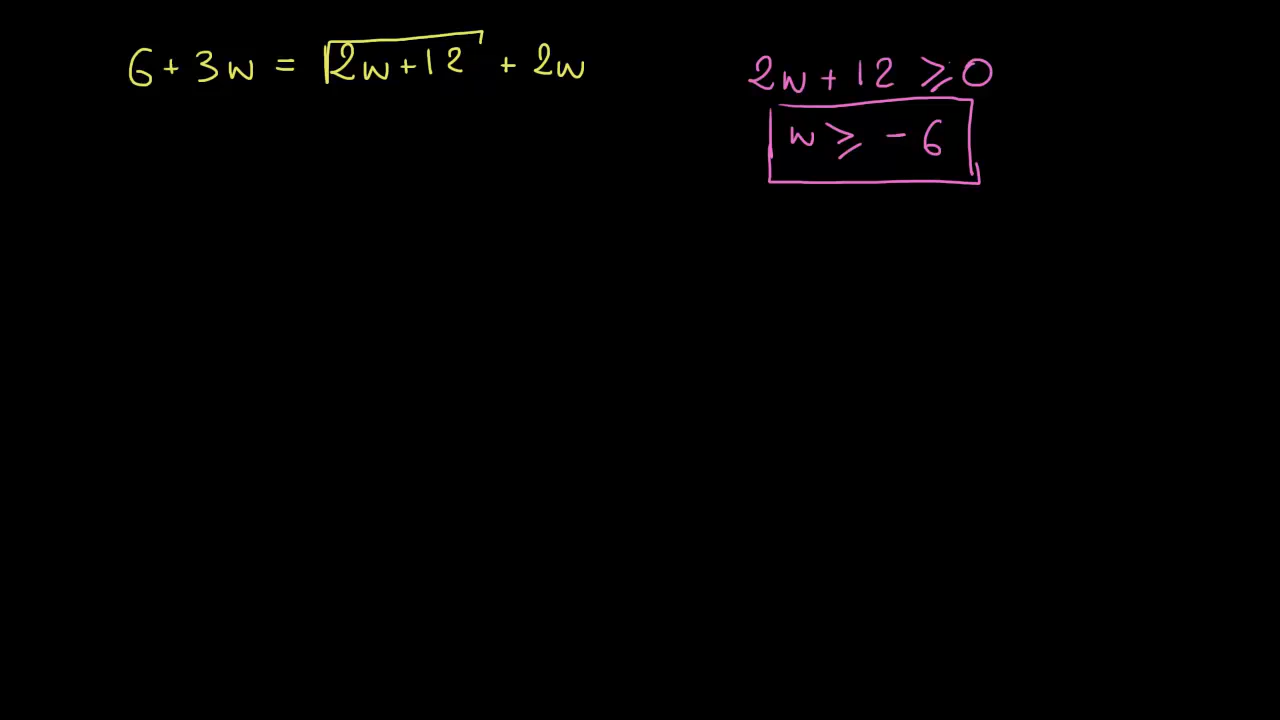 6 + 3w = √(2w + 12) + 2w
2w + 12 ⩾ 0
w ⩾ - 6